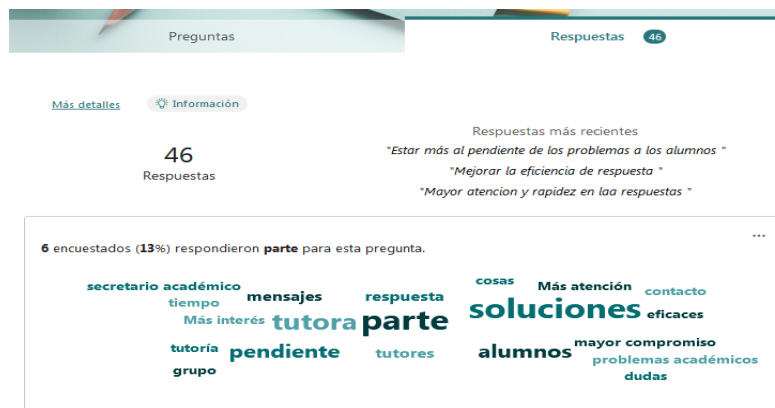 Preguntas
Respuestas 46
Más detalles
Información
46
Respuestas
Respuestas más recientes
"Estar más al pendiente de los problemas a los alumnos "
"Mejorar la eficiencia de respuesta "
"Mayor atencion y rapidez en laa respuestas "
6 encuestados (13%) respondieron parte para esta pregunta.
secretario académico
mensajes
respuesta
cosas
Más atención
contacto
tiempo
Más interés
tutora
parte
soluciones
eficaces
tutoría
pendiente
tutores
alumnos
mayor compromiso
problemas académicos
grupo
dudas